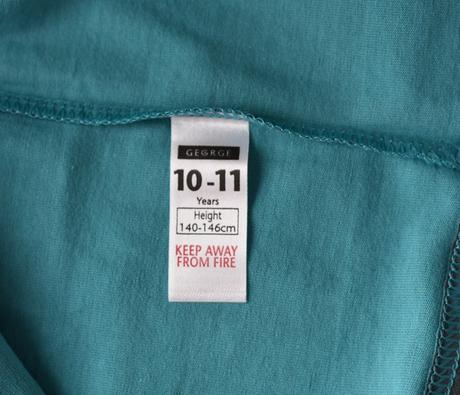 GEORGE
10-11
Years
Height
140-146cm
KEEP AWAY
FROM FIRE